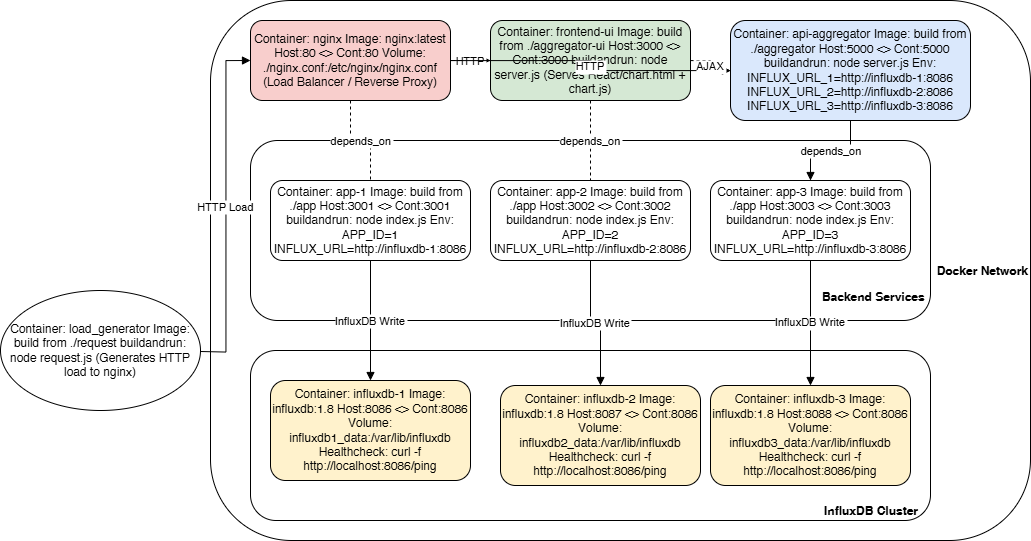 Container: nginx Image: nginx:latest
Host:80 <> Cont:80 Volume:
./nginx.conf:/etc/nginx/nginx.conf
(Load Balancer / Reverse Proxy)
HTTP
Container: frontend-ui Image: build
from ./aggregator-ui Host:3000 <>
Cont:3000 buildandrun: node
server.js (Serves React/chart.html +
chart.js)
HTTP
AJAX
Container: api-aggregator Image: build from
./aggregator Host:5000 <> Cont:5000
buildandrun: node server.js Env:
INFLUX_URL_1=http://influxdb-1:8086
INFLUX_URL_2=http://influxdb-2:8086
INFLUX_URL_3=http://influxdb-3:8086
depends_on
depends_on
depends_on
Container: app-1 Image: build from
./app Host:3001 <> Cont:3001
buildandrun: node index.js Env:
APP_ID=1
INFLUX_URL=http://influxdb-1:8086
Container: app-2 Image: build from
./app Host:3002 <> Cont:3002
buildandrun: node index.js Env:
APP_ID=2
INFLUX_URL=http://influxdb-2:8086
Container: app-3 Image: build from
./app Host:3003 <> Cont:3003
buildandrun: node index.js Env:
APP_ID=3
INFLUX_URL=http://influxdb-3:8086
HTTP Load
Docker Network
Backend Services
Container: load_generator Image:
build from ./request buildandrun:
node request.js (Generates HTTP
load to nginx)
InfluxDB Write
InfluxDB Write
InfluxDB Write
Container: influxdb-1 Image:
influxdb:1.8 Host:8086 <> Cont:8086
Volume:
influxdb1_data:/var/lib/influxdb
Healthcheck: curl -f
http://localhost:8086/ping
Container: influxdb-2 Image:
influxdb:1.8 Host:8087 <> Cont:8086
Volume:
influxdb2_data:/var/lib/influxdb
Healthcheck: curl -f
http://localhost:8086/ping
Container: influxdb-3 Image:
influxdb:1.8 Host:8088 <> Cont:8086
Volume:
influxdb3_data:/var/lib/influxdb
Healthcheck: curl -f
http://localhost:8086/ping
InfluxDB Cluster